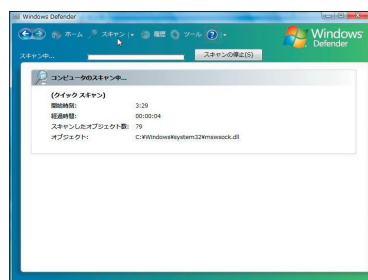 Windows Defender
ホーム スキャン 履歴 ツール
Windows Defender
スキャン中... スキャンの停止(S)
コンピュータのスキャン中...
(クイック スキャン)
開始時刻: 3:29
経過時間: 00:00:04
スキャンしたオブジェクト数: 79
オブジェクト: C:¥Windows¥system32¥mswsock.dll